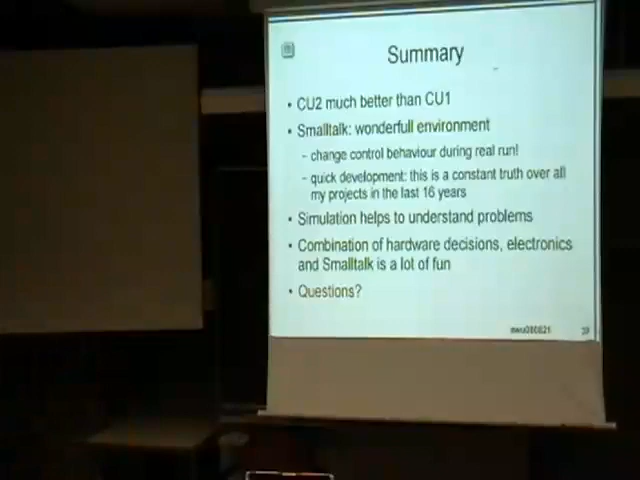 Summary
• CU2 much better than CU1
• Smalltalk: wonderfull environment
- change control behaviour during real run!
- quick development: this is a constant truth over all
my projects in the last 16 years
• Simulation helps to understand problems
• Combination of hardware decisions, electronics
and Smalltalk is a lot of fun
• Questions?